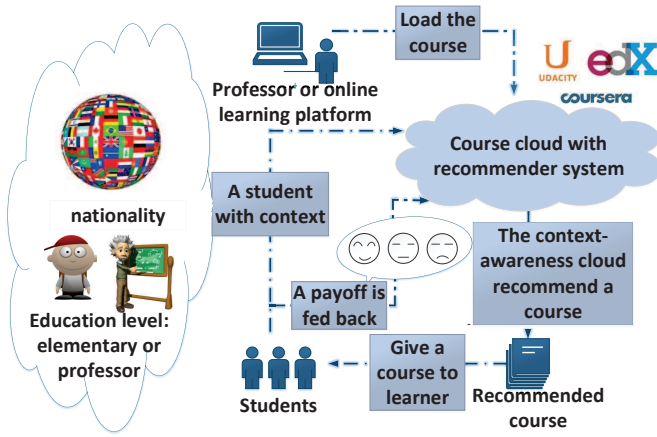 Load the
course
UDACITY
edX
coursera
Professor or online
learning platform
Course cloud with
recommender system
nationality
A student
with context
The context-
awareness cloud
recommend a
course
A payoff is
fed back
Education level:
elementary or
professor
Give a
course to
learner
Students
Recommended
course